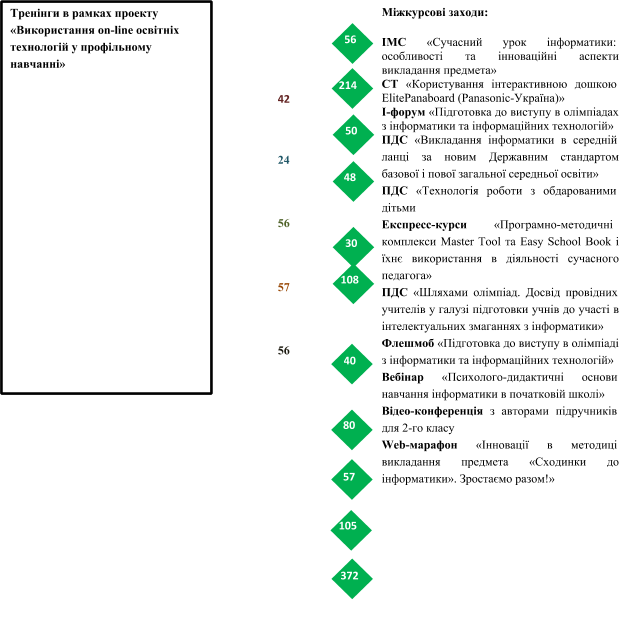 Тренінги в рамках проекту
«Використання on-line освітніх
технологій у профільному
навчанні»
42
24
56
57
56
56
214
50
48
30
108
40
80
57
105
372
Міжкурсові заходи:
ІМС «Сучасний урок інформатики:
особливості та інноваційні аспекти
викладання предмета»
СТ «Користування інтерактивною дошкою
ElitePanaboard (Panasonic-Україна)»
І-форум «Підготовка до виступу в олімпіадах
з інформатики та інформаційних технологій»
ПДС «Викладання інформатики в середній
ланці за новим Державним стандартом
базової і пової загальної середньої освіти»
ПДС «Технологія роботи з обдарованими
дітьми
Експресс-курси «Програмно-методичні
комплекси Master Tool та Easy School Book і
їхнє використання в діяльності сучасного
педагога»
ПДС «Шляхами олімпіад. Досвід провідних
учителів у галузі підготовки учнів до участі в
інтелектуальних змаганнях з інформатики»
Флешмоб «Підготовка до виступу в олімпіаді
з інформатики та інформаційних технологій»
Вебінар «Психолого-дидактичні основи
навчання інформатики в початковій школі»
Відео-конференція з авторами підручників
для 2-го класу
Web-марафон «Інновації в методиці
викладання предмета «Сходинки до
інформатики». Зростаємо разом!»